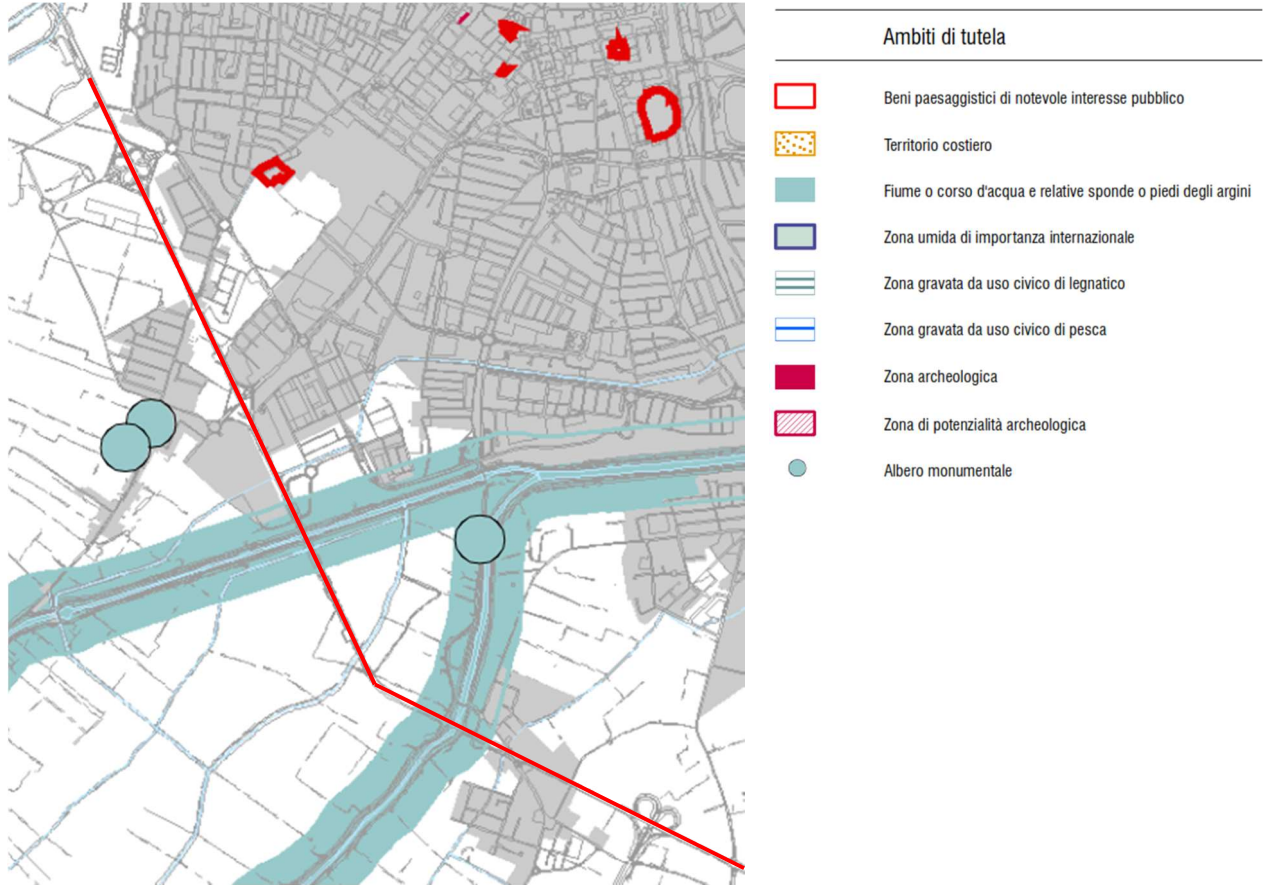 Ambiti di tutela
Beni paesaggistici di notevole interesse pubblico
Territorio costiero
Fiume o corso d'acqua e relative sponde o piedi degli argini
Zona umida di importanza internazionale
Zona gravata da uso civico di legnatico
Zona gravata da uso civico di pesca
Zona archeologica
Zona di potenzialità archeologica
Albero monumentale